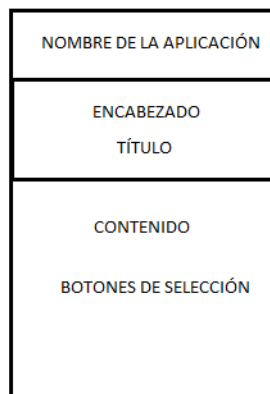 NOMBRE DE LA APLICACIÓN
ENCABEZADO
TÍTULO
CONTENIDO
BOTONES DE SELECCIÓN